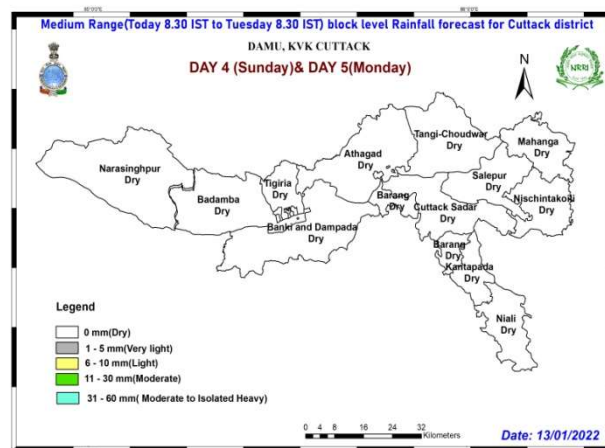 Medium Range(Today 8.30 IST to Tuesday 8.30 IST) block level Rainfall forecast for Cuttack district
DAMU, KVK CUTTACK
DAY 4 (Sunday)& DAY 5(Monday)
N
NRRI
Tangi-Choudwar
Dry
Mahanga
Dry
Athagad
Dry
Narasinghpur
Dry
Salepur
Dry
Tigiria
Dry
Badamba
Dry
Barang
Dry
Nischintakoili
Dry
Cuttack Sadar
Dry
Banki and Dampada
Dry
Barang
Dry
Kantapada
Dry
Niali
Dry
Legend
0 mm(Dry)
1 - 5 mm(Very light)
6 - 10 mm(Light)
11 - 30 mm(Moderate)
31 - 60 mm( Moderate to Isolated Heavy)
0 4 8 16 24 32
Kilometers
Date: 13/01/2022